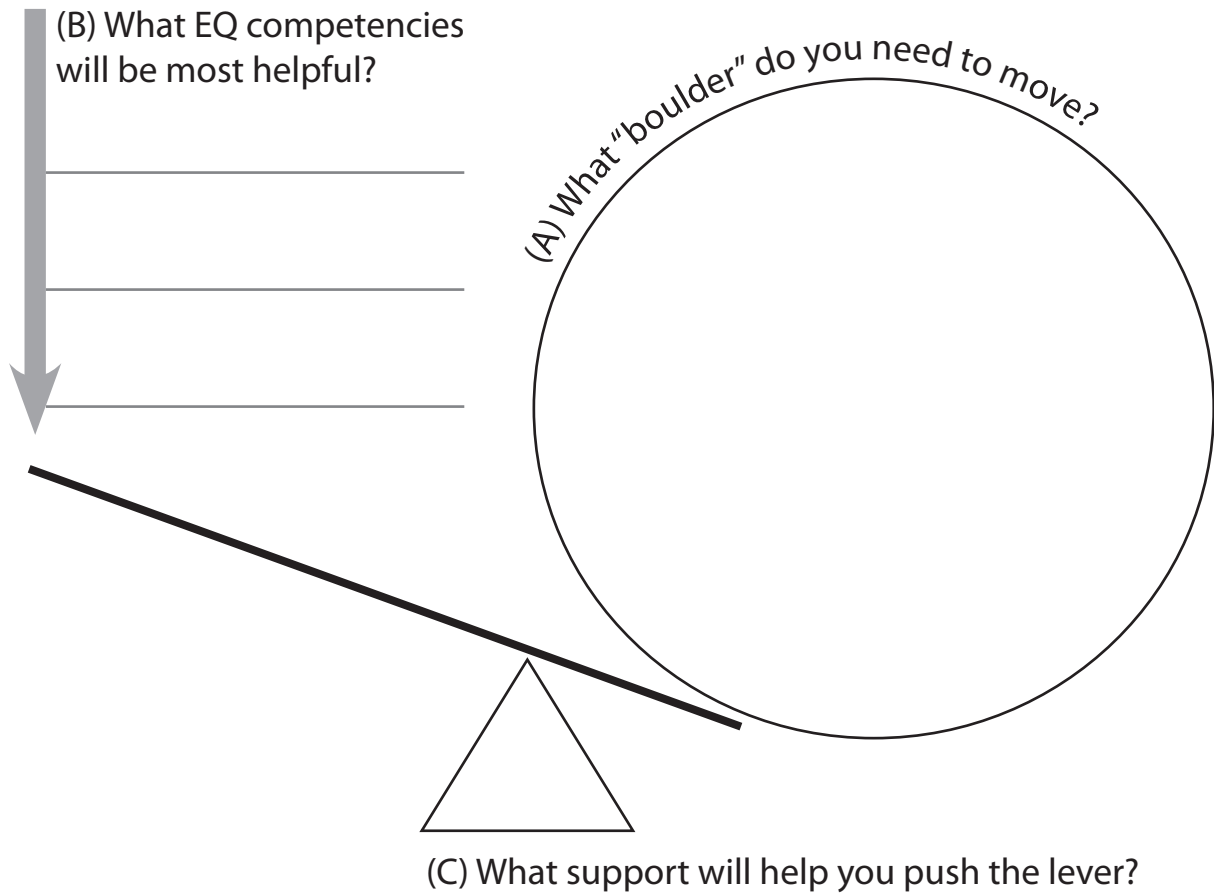 (B) What EQ competencies
will be most helpful?
(A) What "boulder" do you need to move?
(C) What support will help you push the lever?